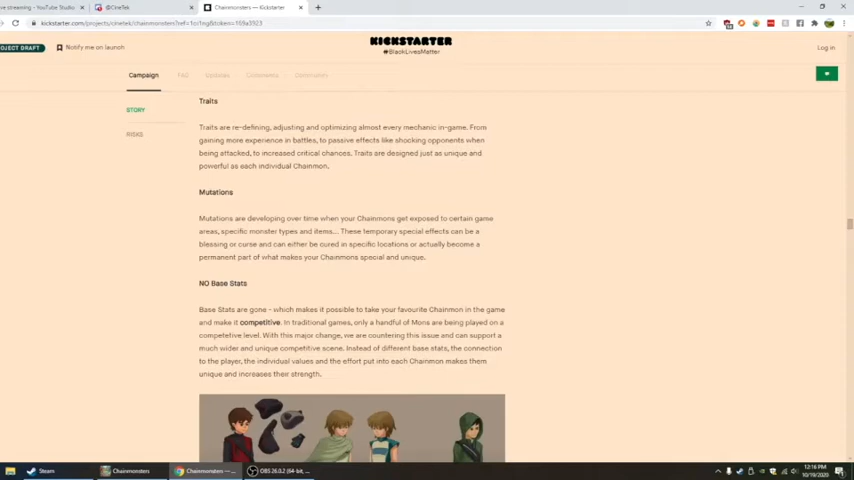 re streaming - YouTube Studio
@CineTek
Chainmonsters — Kickstarter
kickstarter.com/projects/cinetek/chainmonsters?ref=
OJECT DRAFT
Notify me on launch
KICKSTARTER
#BlackLivesMatter
Log in
Campaign
FAQ
Updates
Comments
Community
STORY
RISKS
Traits
Traits are re-defining, adjusting and optimizing almost every mechanic in-game. From
gaining more experience in battles, to passive effects like shocking opponents when
being attacked, to increased critical chances. Traits are designed just as unique and
powerful as each individual Chainmon.
Mutations
Mutations are developing over time when your Chainmons get exposed to certain game
areas, specific monster types and items... These temporary special effects can be a
blessing or curse and can either be cured in specific locations or actually become a
permanent part of what makes your Chainmons special and unique.
NO Base Stats
Base Stats are gone - which makes it possible to take your favourite Chainmon in the game
and make it competitive. In traditional games, only a handful of Mons are being played on a
competetive level. With this major change, we are countering this issue and can support a
much wider and unique competitive scene. Instead of different base stats, the connection
to the player, the individual values and the effort put into each Chainmon makes them
unique and increases their strength.
Steam
Chainmonsters
Chainmonsters — ...
OBS 26.0.2 (64-bit, ...
12:16 PM
10/19/2020